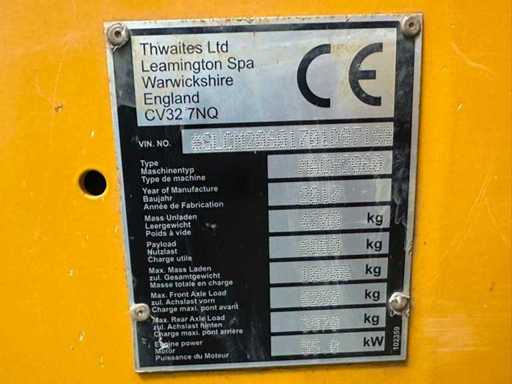 Thwaites Ltd
Leamington Spa
Warwickshire
England
CV32 7NQ
CE
VIN. NO.
Type
Maschinentyp
Type de machine
Year of Manufacture
Baujahr
Année de Fabrication
Mass Unladen
Leergewicht
Poids à vide
kg
Payload
Nutzlast
Charge utile
kg
Max. Mass Laden
zul. Gesamtgewicht
Masse totale en charge
kg
Max. Front Axle Load
zul. Achslast vorn
Charge maxi. pont avant
kg
Max. Rear Axle Load
zul. Achslast hinten
Charge maxi. pont arrière
kg
Engine power
Motor
Puissance du Moteur
kW
102359